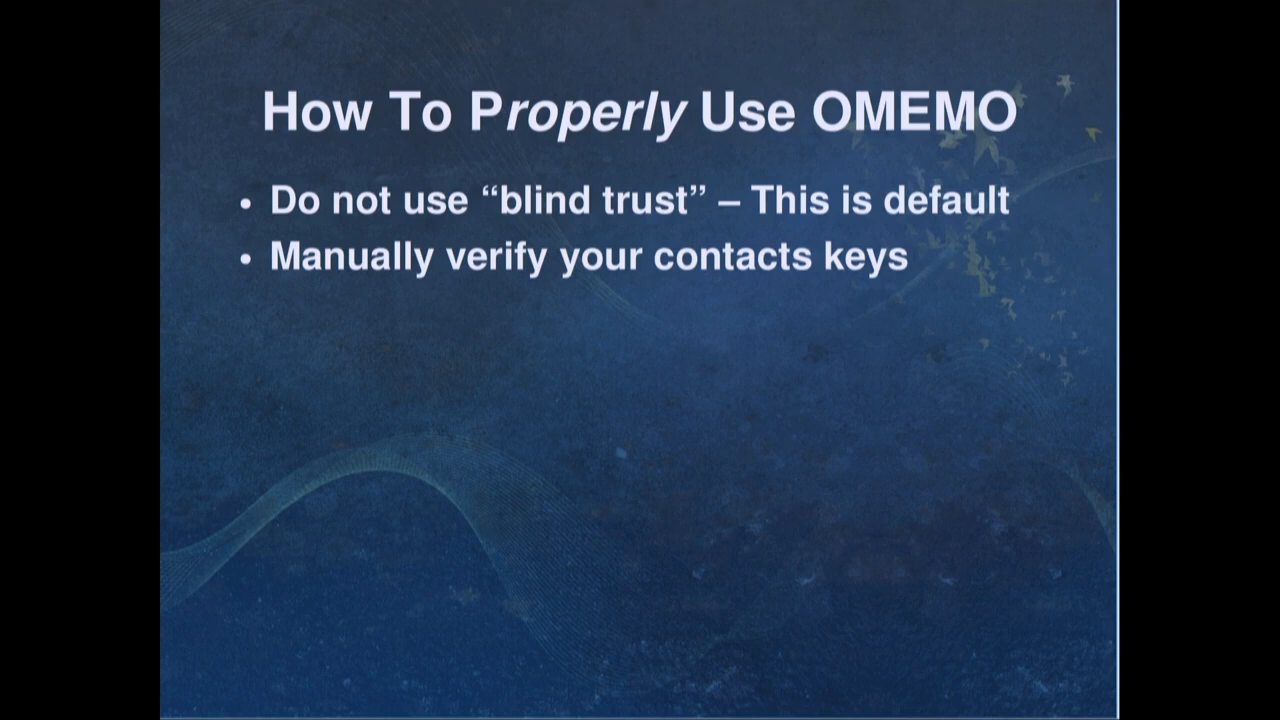 How To Properly Use OMEMO
• Do not use “blind trust” – This is default
• Manually verify your contacts keys